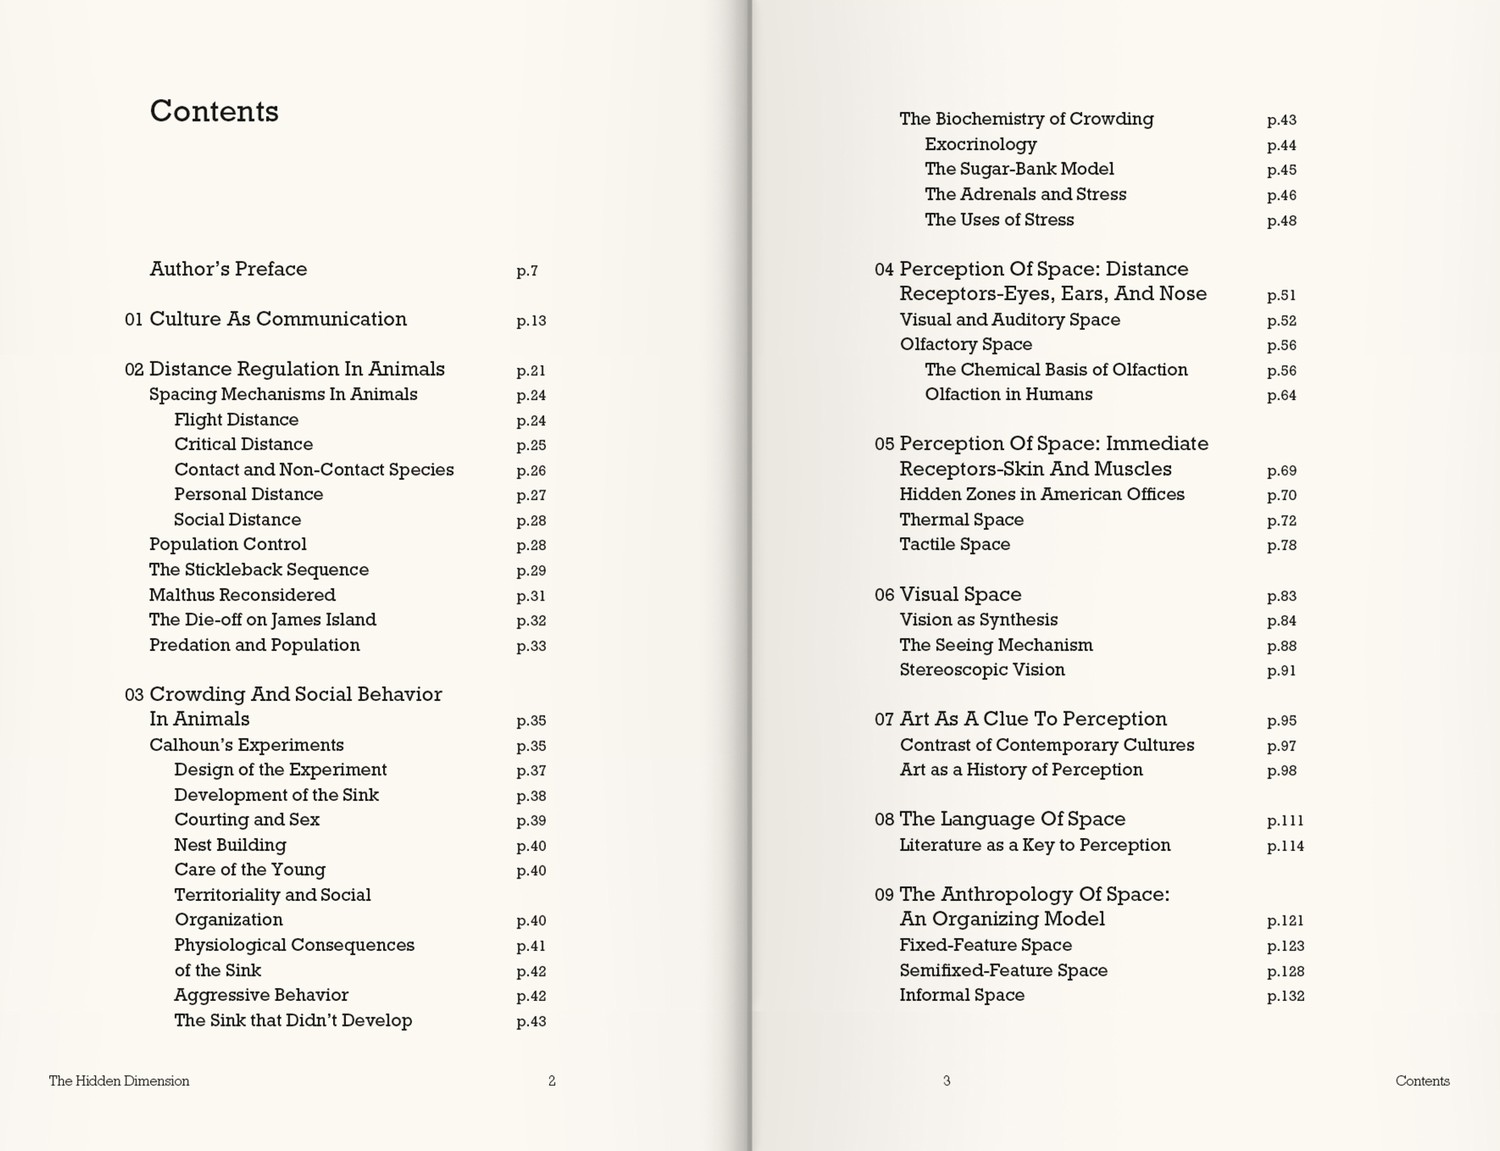 Contents
Author's Preface p.7
01 Culture As Communication p.13
02 Distance Regulation In Animals p.21
Spacing Mechanisms In Animals p.24
Flight Distance p.24
Critical Distance p.25
Contact and Non-Contact Species p.26
Personal Distance p.27
Social Distance p.28
Population Control p.28
The Stickleback Sequence p.29
Malthus Reconsidered p.31
The Die-off on James Island p.32
Predation and Population p.33
03 Crowding And Social Behavior
In Animals p.35
Calhoun's Experiments p.35
Design of the Experiment p.37
Development of the Sink p.38
Courting and Sex p.39
Nest Building p.40
Care of the Young p.40
Territoriality and Social
Organization p.40
Physiological Consequences p.41
of the Sink p.42
Aggressive Behavior p.42
The Sink that Didn't Develop p.43
The Hidden Dimension 2
The Biochemistry of Crowding p.43
Exocrinology p.44
The Sugar-Bank Model p.45
The Adrenals and Stress p.46
The Uses of Stress p.48
04 Perception Of Space: Distance
Receptors-Eyes, Ears, And Nose p.51
Visual and Auditory Space p.52
Olfactory Space p.56
The Chemical Basis of Olfaction p.56
Olfaction in Humans p.64
05 Perception Of Space: Immediate
Receptors-Skin And Muscles p.69
Hidden Zones in American Offices p.70
Thermal Space p.72
Tactile Space p.78
06 Visual Space p.83
Vision as Synthesis p.84
The Seeing Mechanism p.88
Stereoscopic Vision p.91
07 Art As A Clue To Perception p.95
Contrast of Contemporary Cultures p.97
Art as a History of Perception p.98
08 The Language Of Space p.111
Literature as a Key to Perception p.114
09 The Anthropology Of Space:
An Organizing Model p.121
Fixed-Feature Space p.123
Semifixed-Feature Space p.128
Informal Space p.132
3 Contents